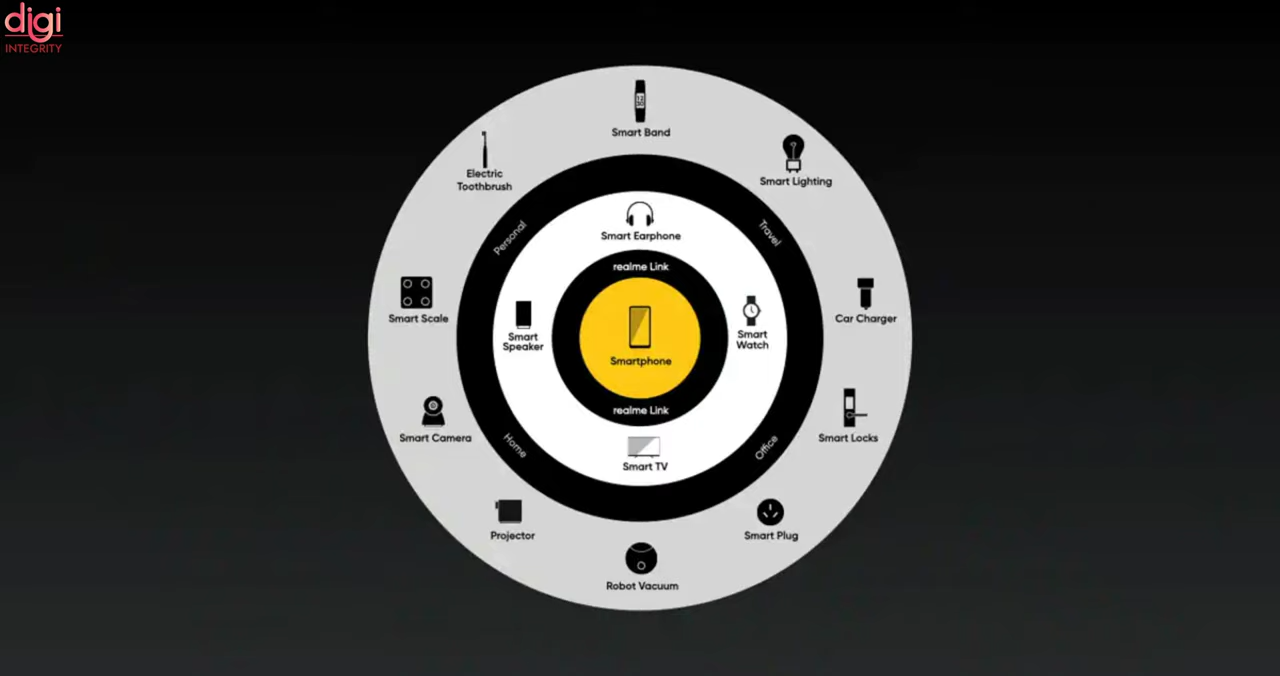 digi
INTEGRITY
Smart Band
Electric
Toothbrush
Smart Lighting
Personal
Travel
Smart Earphone
realme Link
Smart Scale
Car Charger
Smart
Speaker
Smart
Watch
Smartphone
realme Link
Smart Camera
Smart Locks
Home
Office
Smart TV
Projector
Smart Plug
Robot Vacuum